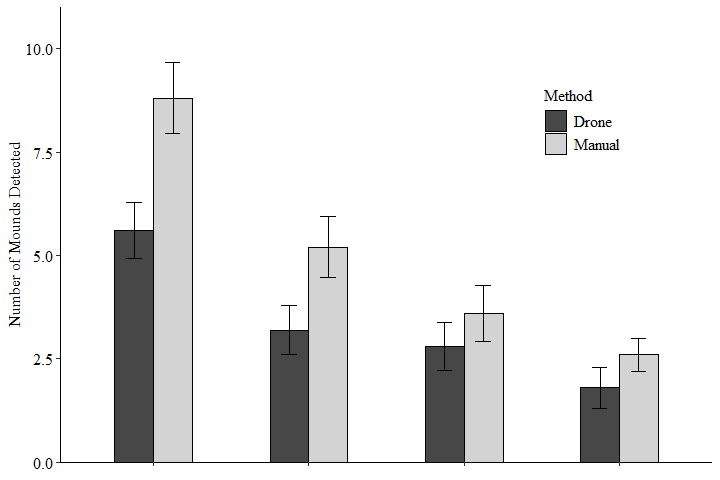 10.0
7.5
5.0
2.5
0.0
Number of Mounds Detected
Method
Drone
Manual